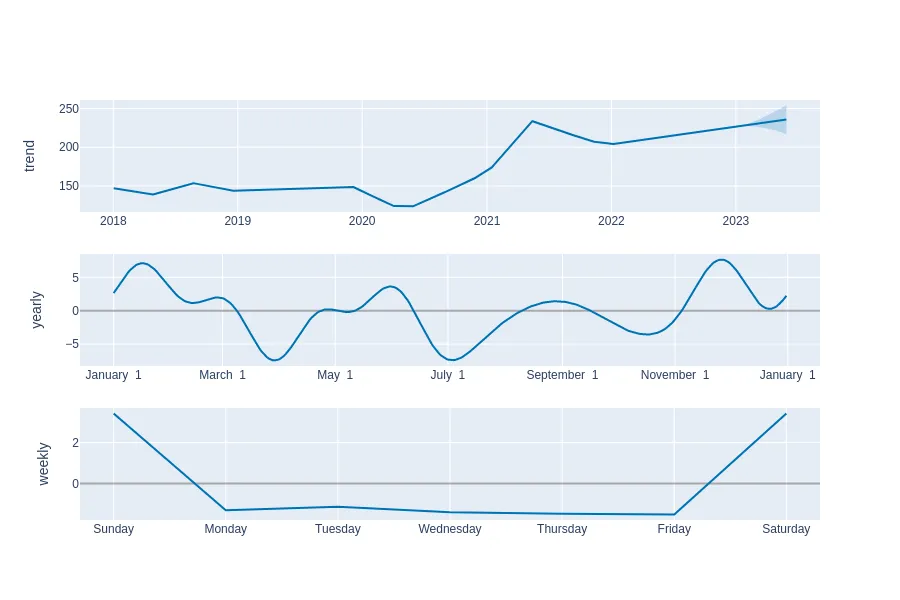 trend
250
200
150
2018 2019 2020 2021 2022 2023
yearly
5
0
−5
January 1 March 1 May 1 July 1 September 1 November 1 January 1
weekly
2
0
Sunday Monday Tuesday Wednesday Thursday Friday Saturday